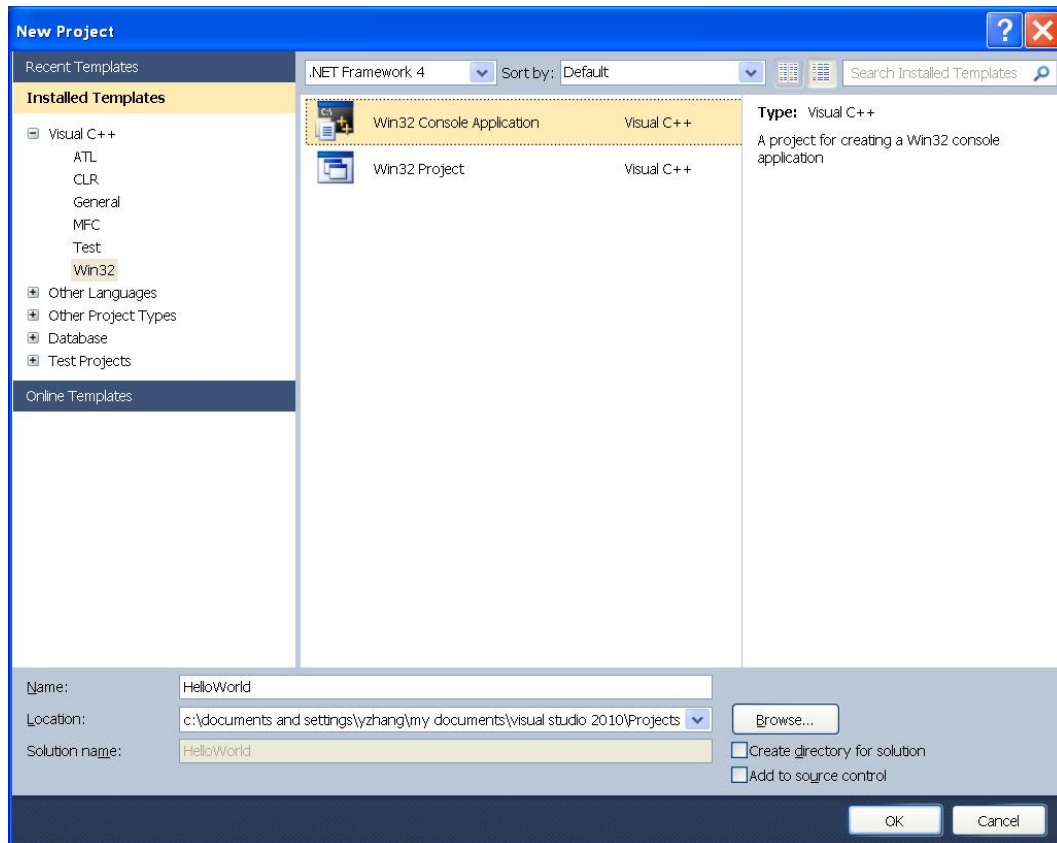 New Project
Recent Templates
Installed Templates
Visual C++
ATL
CLR
General
MFC
Test
Win32
Other Languages
Other Project Types
Database
Test Projects
Online Templates
.NET Framework 4 Sort by: Default Search Installed Templates
C:\
Win32 Console Application Visual C++
Win32 Project Visual C++
Type: Visual C++
A project for creating a Win32 console
application
Name: HelloWorld
Location: c:\documents and settings\yzhang\my documents\visual studio 2010\Projects Browse...
Solution name: HelloWorld
Create directory for solution
Add to source control
OK Cancel